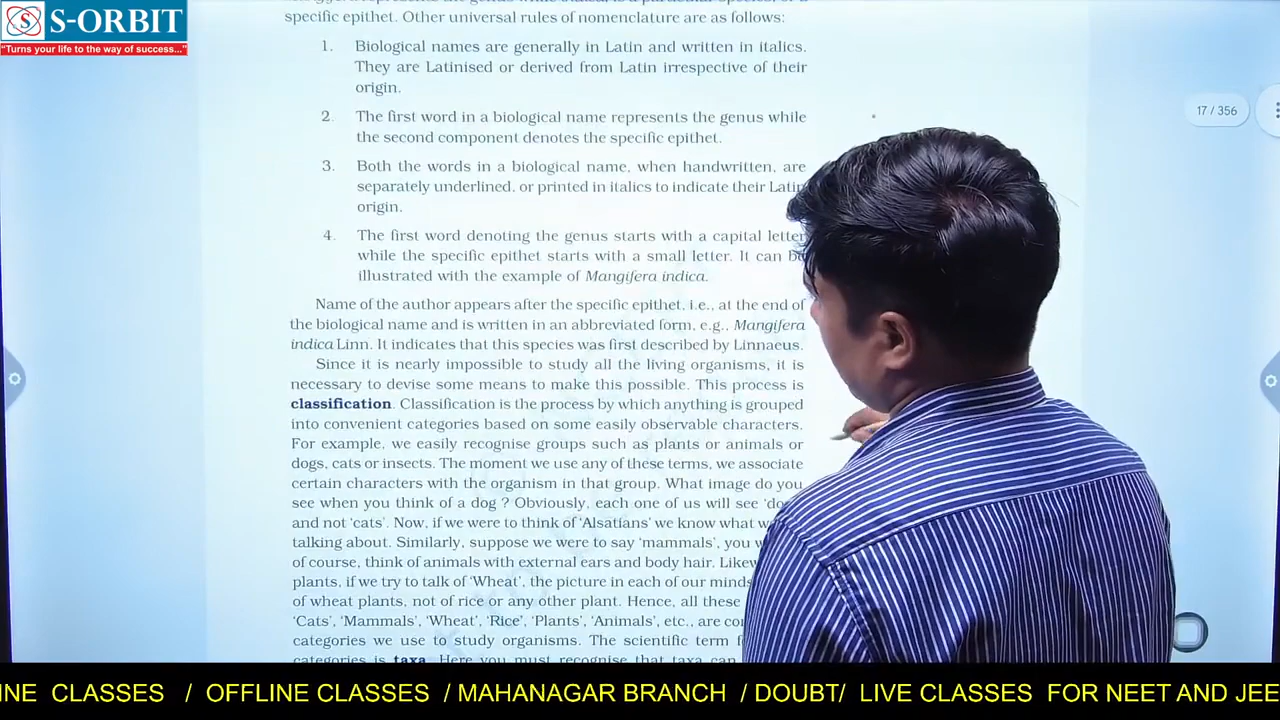 S-ORBIT
"Turns your life to the way of success..."
specific epithet. Other universal rules of nomenclature are as follows:
1. Biological names are generally in Latin and written in italics.
They are Latinised or derived from Latin irrespective of their
origin.
2. The first word in a biological name represents the genus while
the second component denotes the specific epithet.
3. Both the words in a biological name, when handwritten, are
separately underlined, or printed in italics to indicate their Latin
origin.
4. The first word denoting the genus starts with a capital letter
while the specific epithet starts with a small letter. It can be
illustrated with the example of Mangifera indica.
Name of the author appears after the specific epithet, i.e., at the end of
the biological name and is written in an abbreviated form, e.g., Mangifera
indica Linn. It indicates that this species was first described by Linnaeus.
Since it is nearly impossible to study all the living organisms, it is
necessary to devise some means to make this possible. This process is
classification. Classification is the process by which anything is grouped
into convenient categories based on some easily observable characters.
For example, we easily recognise groups such as plants or animals or
dogs, cats or insects. The moment we use any of these terms, we associate
certain characters with the organism in that group. What image do you
see when you think of a dog ? Obviously, each one of us will see
and not 'cats'. Now, if we were to think of 'Alsatians' we know what
talking about. Similarly, suppose we were to say 'mammals', you
of course, think of animals with external ears and body hair.
plants, if we try to talk of 'Wheat', the picture in each of our minds
of wheat plants, not of rice or any other plant. Hence, all these
'Cats', 'Mammals', 'Wheat', 'Rice', 'Plants', 'Animals', etc., are
categories we use to study organisms. The scientific term
categories is taxa. Here you must recognise that taxa can
17 / 356
INE CLASSES / OFFLINE CLASSES / MAHANAGAR BRANCH / DOUBT/ LIVE CLASSES FOR NEET AND JEE